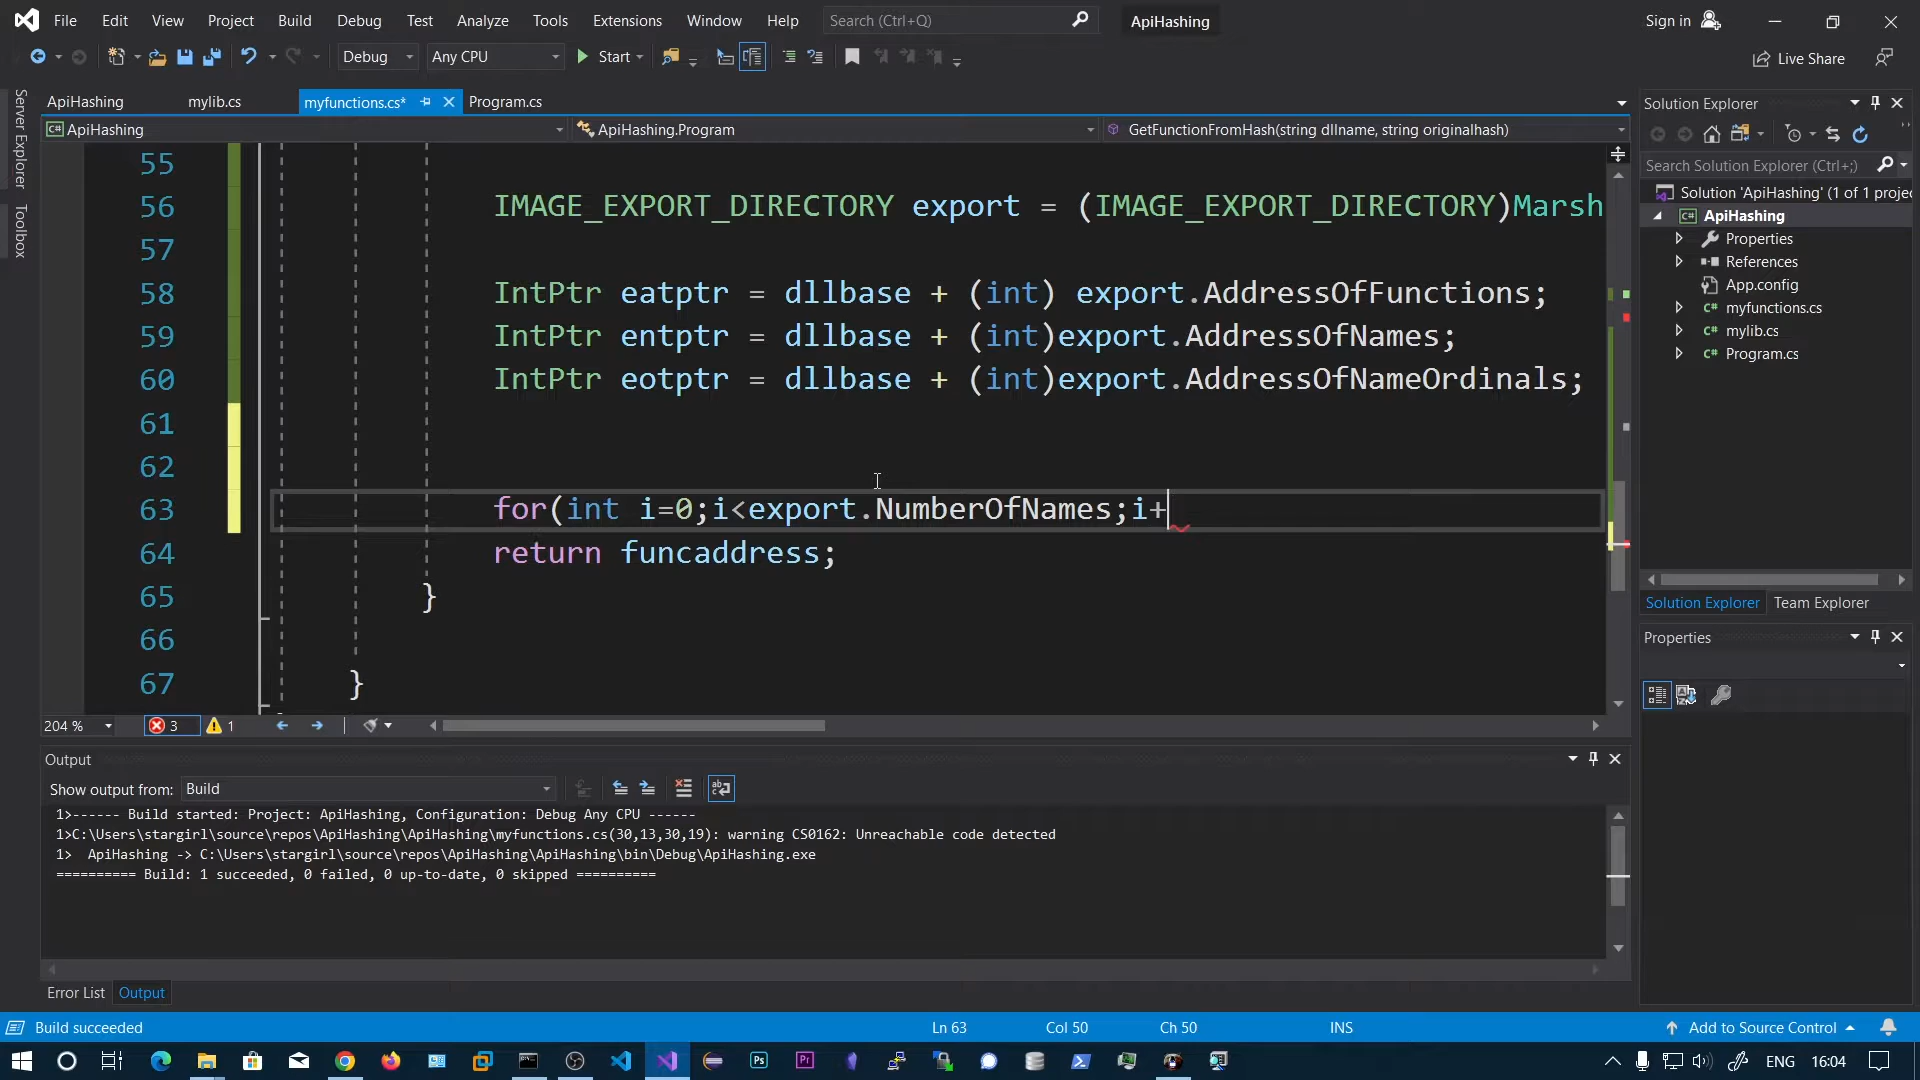 File Edit View Project Build Debug Test Analyze Tools Extensions Window Help Search (Ctrl+Q) ApiHashing Sign in
Debug Any CPU Start Live Share
Server Explorer
Toolbox
ApiHashing mylib.cs myfunctions.cs* Program.cs
C# ApiHashing ApiHashing.Program GetFunctionFromHash(string dllname, string originalhash)
55
56 IMAGE_EXPORT_DIRECTORY export = (IMAGE_EXPORT_DIRECTORY)Marsh
57
58 IntPtr eatptr = dllbase + (int) export.AddressOfFunctions;
59 IntPtr entptr = dllbase + (int)export.AddressOfNames;
60 IntPtr eotptr = dllbase + (int)export.AddressOfNameOrdinals;
61
62
63 for(int i=0;i<export.NumberOfNames;i+
64 return funcaddress;
65 }
66
67 }
204 % 3 1
Solution Explorer
Search Solution Explorer (Ctrl+;)
Solution 'ApiHashing' (1 of 1 projec
C# ApiHashing
Properties
References
App.config
C# myfunctions.cs
C# mylib.cs
C# Program.cs
Solution Explorer Team Explorer
Properties
Output
Show output from: Build
1>------ Build started: Project: ApiHashing, Configuration: Debug Any CPU ------
1>C:\Users\stargirl\source\repos\ApiHashing\ApiHashing\myfunctions.cs(30,13,30,19): warning CS0162: Unreachable code detected
1>  ApiHashing -> C:\Users\stargirl\source\repos\ApiHashing\ApiHashing\bin\Debug\ApiHashing.exe
========== Build: 1 succeeded, 0 failed, 0 up-to-date, 0 skipped ==========
Error List Output
Build succeeded Ln 63 Col 50 Ch 50 INS Add to Source Control
Ps Pr ENG 16:04